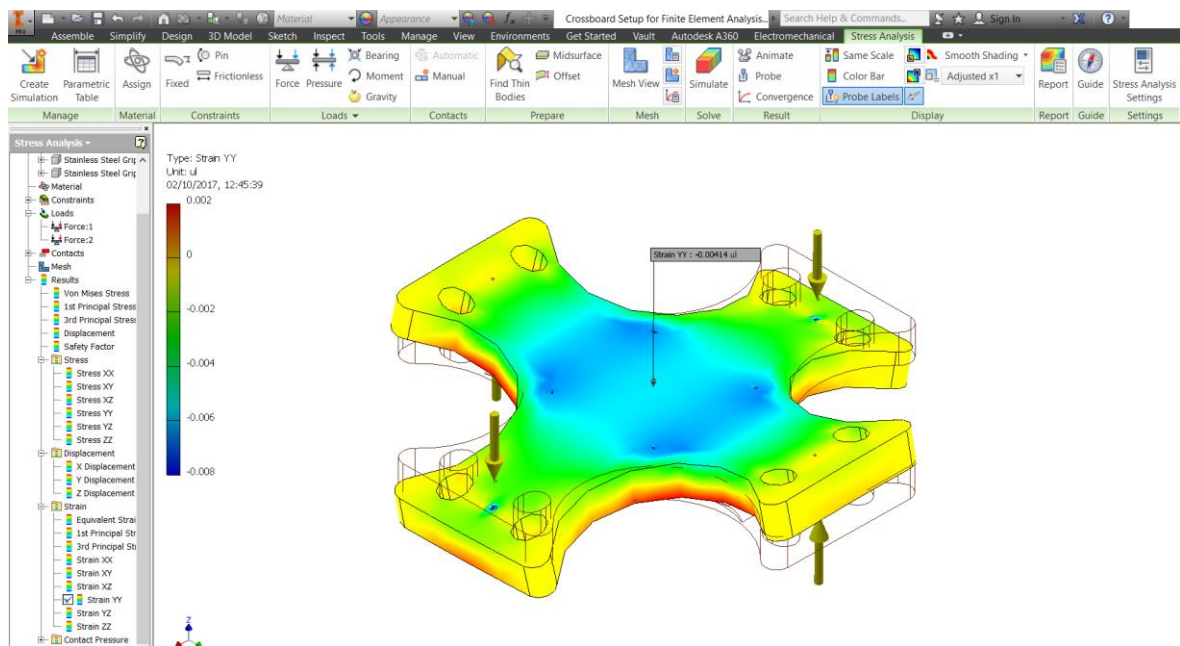 PRO
Material
Appearance
Crossboard Setup for Finite Element Analysis...
Search Help & Commands...
Sign In
Assemble Simplify Design 3D Model Sketch Inspect Tools Manage View Environments Get Started Vault Autodesk A360 Electromechanical Stress Analysis
Create Simulation
Parametric Table
Assign
Fixed
Pin
Frictionless
Force
Pressure
Bearing
Moment
Gravity
Automatic
Manual
Find Thin Bodies
Midsurface
Offset
Mesh View
Simulate
Animate
Probe
Convergence
Same Scale
Color Bar
Probe Labels
Smooth Shading
Adjusted x1
Report
Guide
Stress Analysis Settings
Manage Material Constraints Loads Contacts Prepare Mesh Solve Result Display Report Guide Settings
Stress Analysis
Stainless Steel Grip
Stainless Steel Grip
Material
Constraints
Loads
Force:1
Force:2
Contacts
Mesh
Results
Von Mises Stress
1st Principal Stress
3rd Principal Stress
Displacement
Safety Factor
Stress
Stress XX
Stress XY
Stress XZ
Stress YY
Stress YZ
Stress ZZ
Displacement
X Displacement
Y Displacement
Z Displacement
Strain
Equivalent Strai
1st Principal Str
3rd Principal Str
Strain XX
Strain XY
Strain XZ
Strain YY
Strain YZ
Strain ZZ
Contact Pressure
Type: Strain YY
Unit: ul
02/10/2017, 12:45:39
0.002
0
-0.002
-0.004
-0.006
-0.008
Strain YY : -0.00414 ul
Z